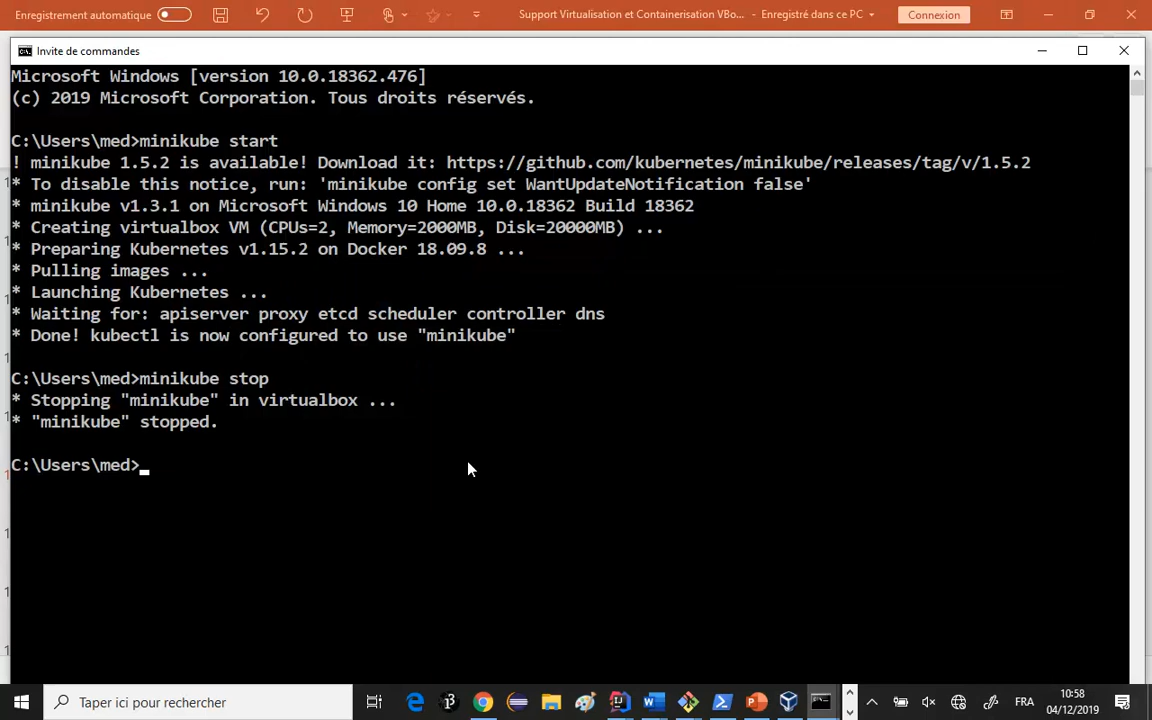 Enregistrement automatique
Support Virtualisation et Containerisation VBo... - Enregistré dans ce PC
Connexion
Invite de commandes
Microsoft Windows [version 10.0.18362.476]
(c) 2019 Microsoft Corporation. Tous droits réservés.
C:\Users\med>minikube start
! minikube 1.5.2 is available! Download it: https://github.com/kubernetes/minikube/releases/tag/v/1.5.2
* To disable this notice, run: 'minikube config set WantUpdateNotification false'
* minikube v1.3.1 on Microsoft Windows 10 Home 10.0.18362 Build 18362
* Creating virtualbox VM (CPUs=2, Memory=2000MB, Disk=20000MB) ...
* Preparing Kubernetes v1.15.2 on Docker 18.09.8 ...
* Pulling images ...
* Launching Kubernetes ...
* Waiting for: apiserver proxy etcd scheduler controller dns
* Done! kubectl is now configured to use "minikube"
C:\Users\med>minikube stop
* Stopping "minikube" in virtualbox ...
* "minikube" stopped.
C:\Users\med>
Taper ici pour rechercher
FRA
10:58
04/12/2019